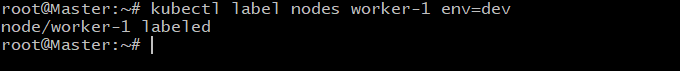 root@Master:~# kubectl label nodes worker-1 env=dev
node/worker-1 labeled
root@Master:~#